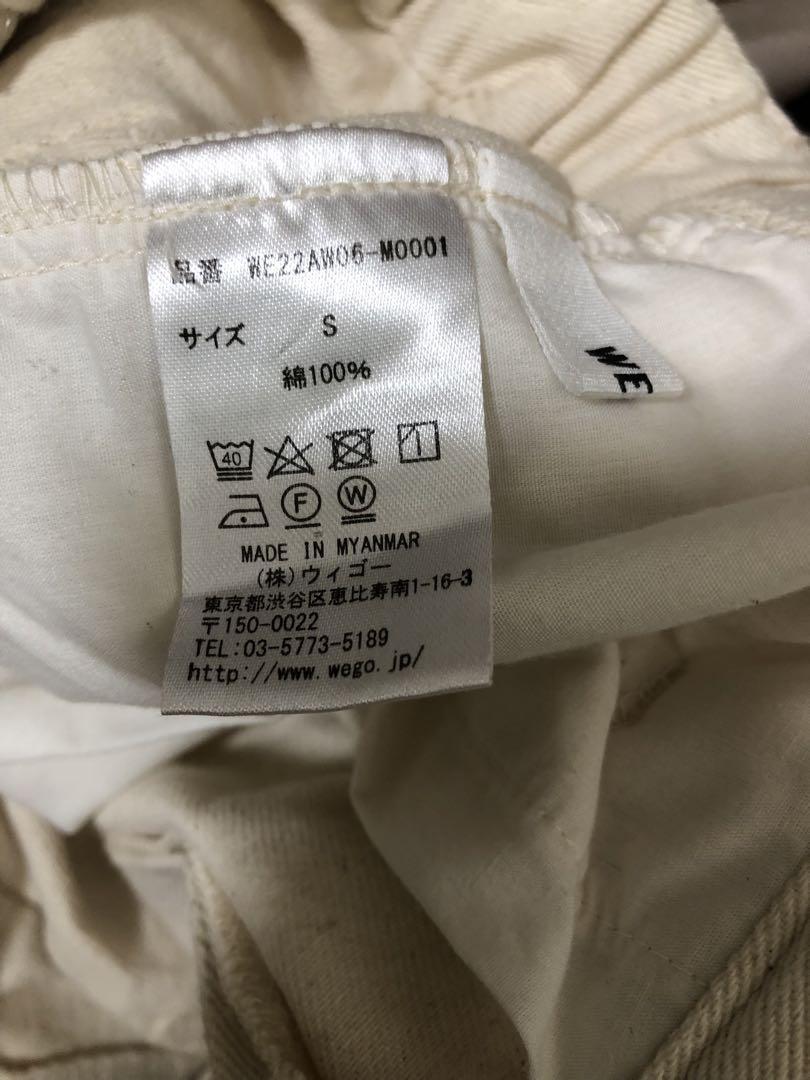 品番 WE22AW06-M0001
サイズ S
綿100%
40
F W
MADE IN MYANMAR
(株)ウィゴー
東京都渋谷区恵比寿南1-16-3
〒150-0022
TEL:03-5773-5189
http://www.wego.jp/
WE